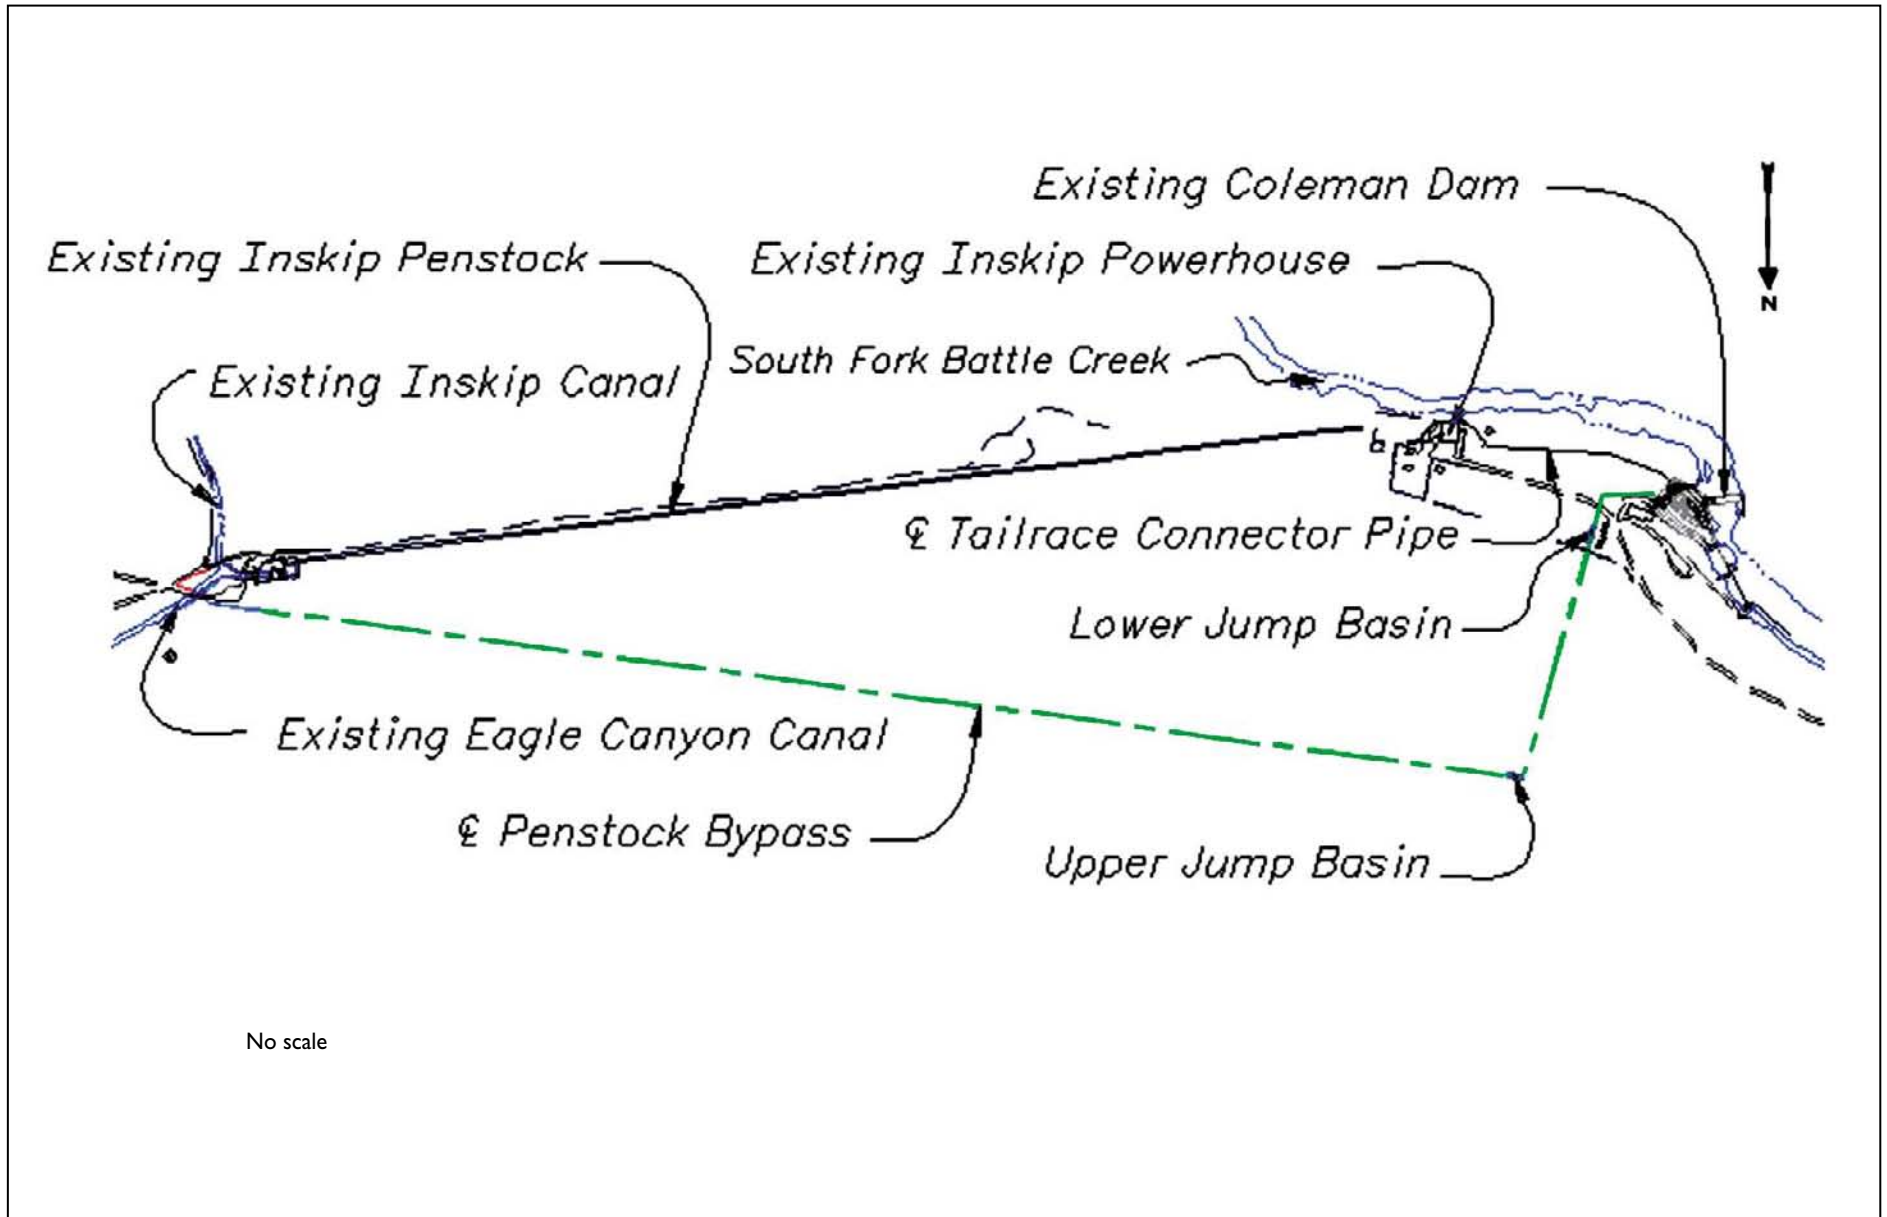 Existing Coleman Dam
Existing Inskip Penstock
Existing Inskip Powerhouse
N
South Fork Battle Creek
Existing Inskip Canal
℄ Tailrace Connector Pipe
Lower Jump Basin
Existing Eagle Canyon Canal
℄ Penstock Bypass
Upper Jump Basin
No scale